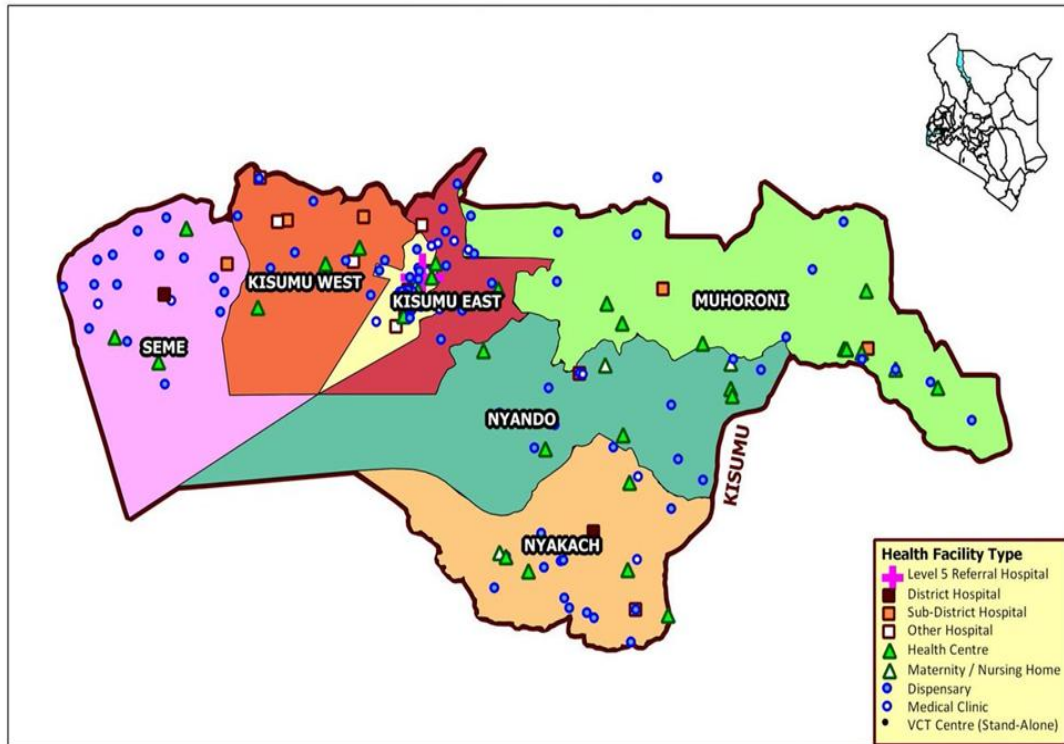 KISUMU WEST
KISUMU EAST
MUHORONI
SEME
NYANDO
KISUMU
NYAKACH
Health Facility Type
Level 5 Referral Hospital
District Hospital
Sub-District Hospital
Other Hospital
Health Centre
Maternity / Nursing Home
Dispensary
Medical Clinic
VCT Centre (Stand-Alone)